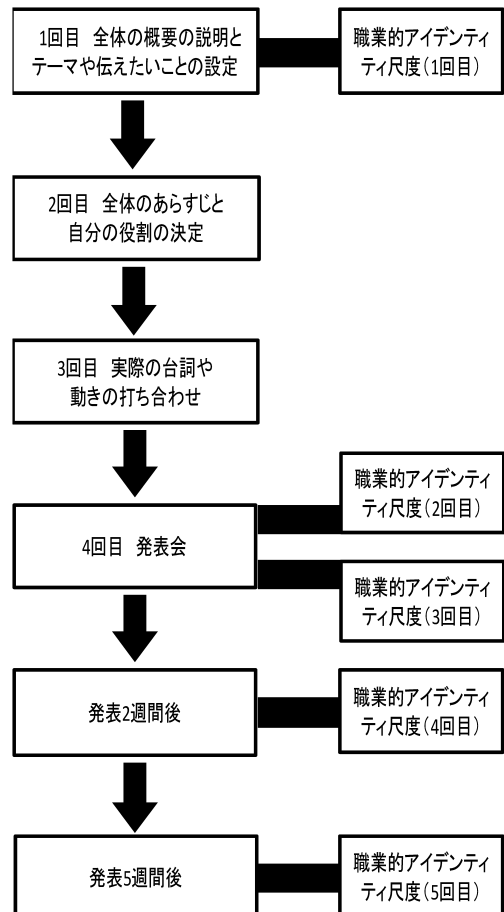 1回目 全体の概要の説明と
テーマや伝えたいことの設定
職業的アイデンティ
ティ尺度(1回目)
2回目 全体のあらすじと
自分の役割の決定
3回目 実際の台詞や
動きの打ち合わせ
4回目 発表会
職業的アイデンティ
ティ尺度(2回目)
職業的アイデンティ
ティ尺度(3回目)
発表2週間後
職業的アイデンティ
ティ尺度(4回目)
発表5週間後
職業的アイデンティ
ティ尺度(5回目)